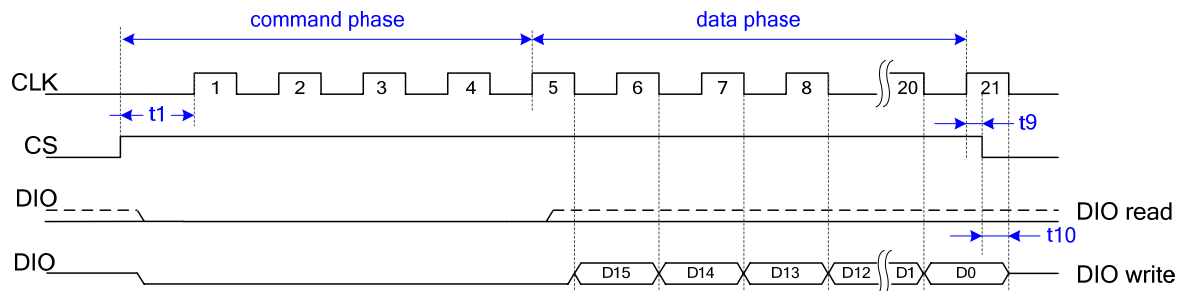 command phase data phase
CLK 1 2 3 4 5 6 7 8 20 21
t1 t9
CS
DIO DIO read
t10
DIO D15 D14 D13 D12 D1 D0 DIO write